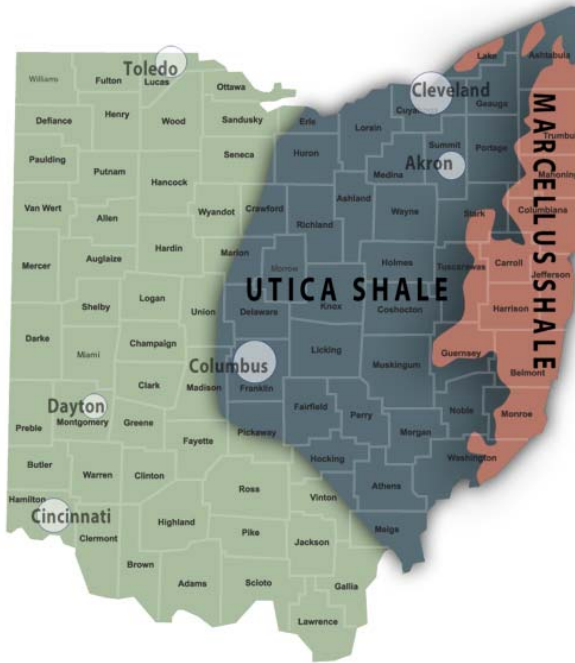 Lake
Ashtabula
Toledo
Williams
Fulton
Lucas
Ottawa
Cleveland
Cuya
Geauga
Defiance
Henry
Wood
Sandusky
Erie
Lorain
Trumbu
Paulding
Putnam
Hancock
Seneca
Huron
Medina
Summit
Portage
Akron
Mahoning
Van Wert
Allen
Wyandot
Crawford
Richland
Ashland
Wayne
Stark
Columbiana
Mercer
Auglaize
Hardin
Marion
Morrow
Holmes
Tuscarawas
Carroll
Jefferson
UTICA SHALE
MARCELLUS SHALE
Shelby
Logan
Union
Delaware
Knox
Coshocton
Harrison
Darke
Miami
Champaign
Licking
Muskingum
Guernsey
Belmont
Columbus
Clark
Madison
Franklin
Dayton
Preble
Montgomery
Greene
Fayette
Pickaway
Fairfield
Perry
Morgan
Noble
Monroe
Butler
Warren
Clinton
Ross
Hocking
Athens
Washington
Hamilton
Cincinnati
Clermont
Highland
Pike
Vinton
Jackson
Meigs
Brown
Adams
Scioto
Gallia
Lawrence